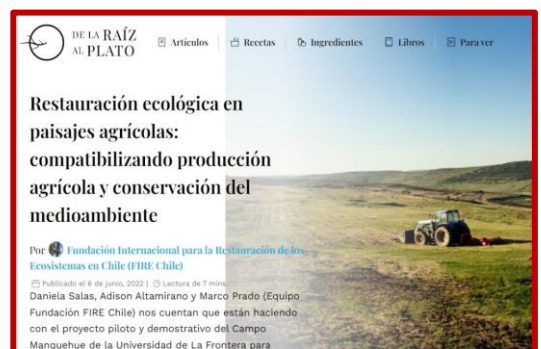 DE LA RAÍZ
AL PLATO
Artículos
Recetas
Ingredientes
Libros
Para ver
Restauración ecológica en
paisajes agrícolas:
compatibilizando producción
agrícola y conservación del
medioambiente
Por Fundación Internacional para la Restauración de los
Ecosistemas en Chile (FIRE Chile)
Publicado el 6 de junio, 2022 | Lectura de 7 mins.
Daniela Salas, Adison Altamirano y Marco Prado (Equipo
Fundación FIRE Chile) nos cuentan que están haciendo
con el proyecto piloto y demostrativo del Campo
Manquehue de la Universidad de La Frontera para